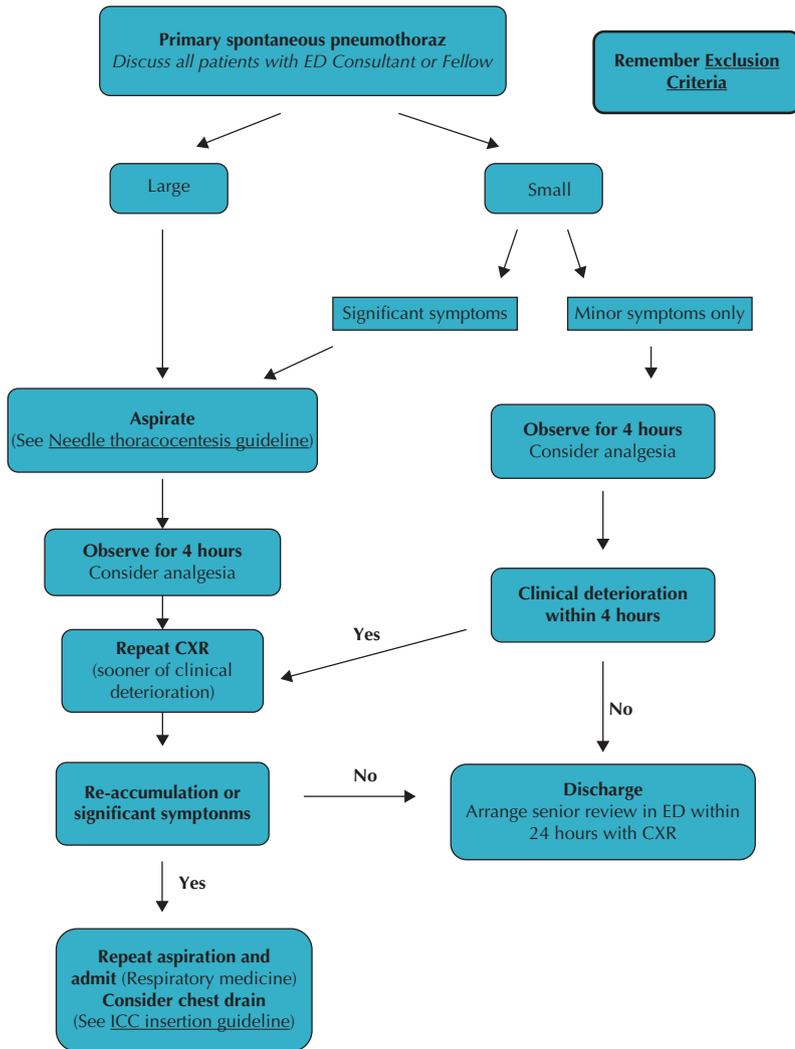 Primary spontaneous pneumothoraz
Discuss all patients with ED Consultant or Fellow
Remember Exclusion
Criteria
Large
Small
Significant symptoms
Minor symptoms only
Aspirate
(See Needle thoracocentesis guideline)
Observe for 4 hours
Consider analgesia
Observe for 4 hours
Consider analgesia
Clinical deterioration
within 4 hours
Yes
Repeat CXR
(sooner of clinical
deterioration)
No
Re-accumulation or
significant symptonms
No
Discharge
Arrange senior review in ED within
24 hours with CXR
Yes
Repeat aspiration and
admit (Respiratory medicine)
Consider chest drain
(See ICC insertion guideline)